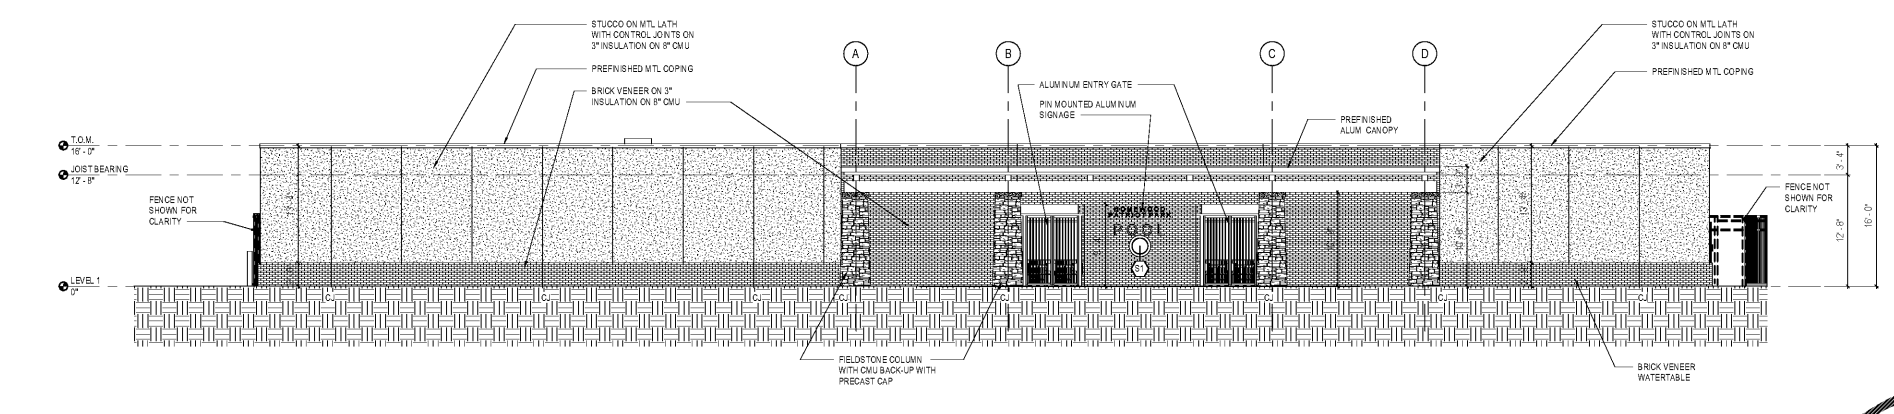 STUCCO ON MTL LATH
WITH CONTROL JOINTS ON
3" INSULATION ON 8" CMU
PREFINISHED MTL COPING
BRICK VENEER ON 3"
INSULATION ON 8" CMU
A
B
C
D
ALUMINUM ENTRY GATE
PIN MOUNTED ALUMINUM
SIGNAGE
PREFINISHED
ALUM CANOPY
STUCCO ON MTL LATH
WITH CONTROL JOINTS ON
3" INSULATION ON 8" CMU
PREFINISHED MTL COPING
T.O.M.
16' - 0"
JOIST BEARING
12' - 8"
FENCE NOT
SHOWN FOR
CLARITY
LEVEL 1
0"
HOMEWOOD
POOL
S1
FENCE NOT
SHOWN FOR
CLARITY
3' - 4"
12' - 8"
16' - 0"
CJ
CJ
CJ
CJ
CJ
CJ
CJ
CJ
FIELDSTONE COLUMN
WITH CMU BACK-UP WITH
PRECAST CAP
BRICK VENEER
WATERTABLE